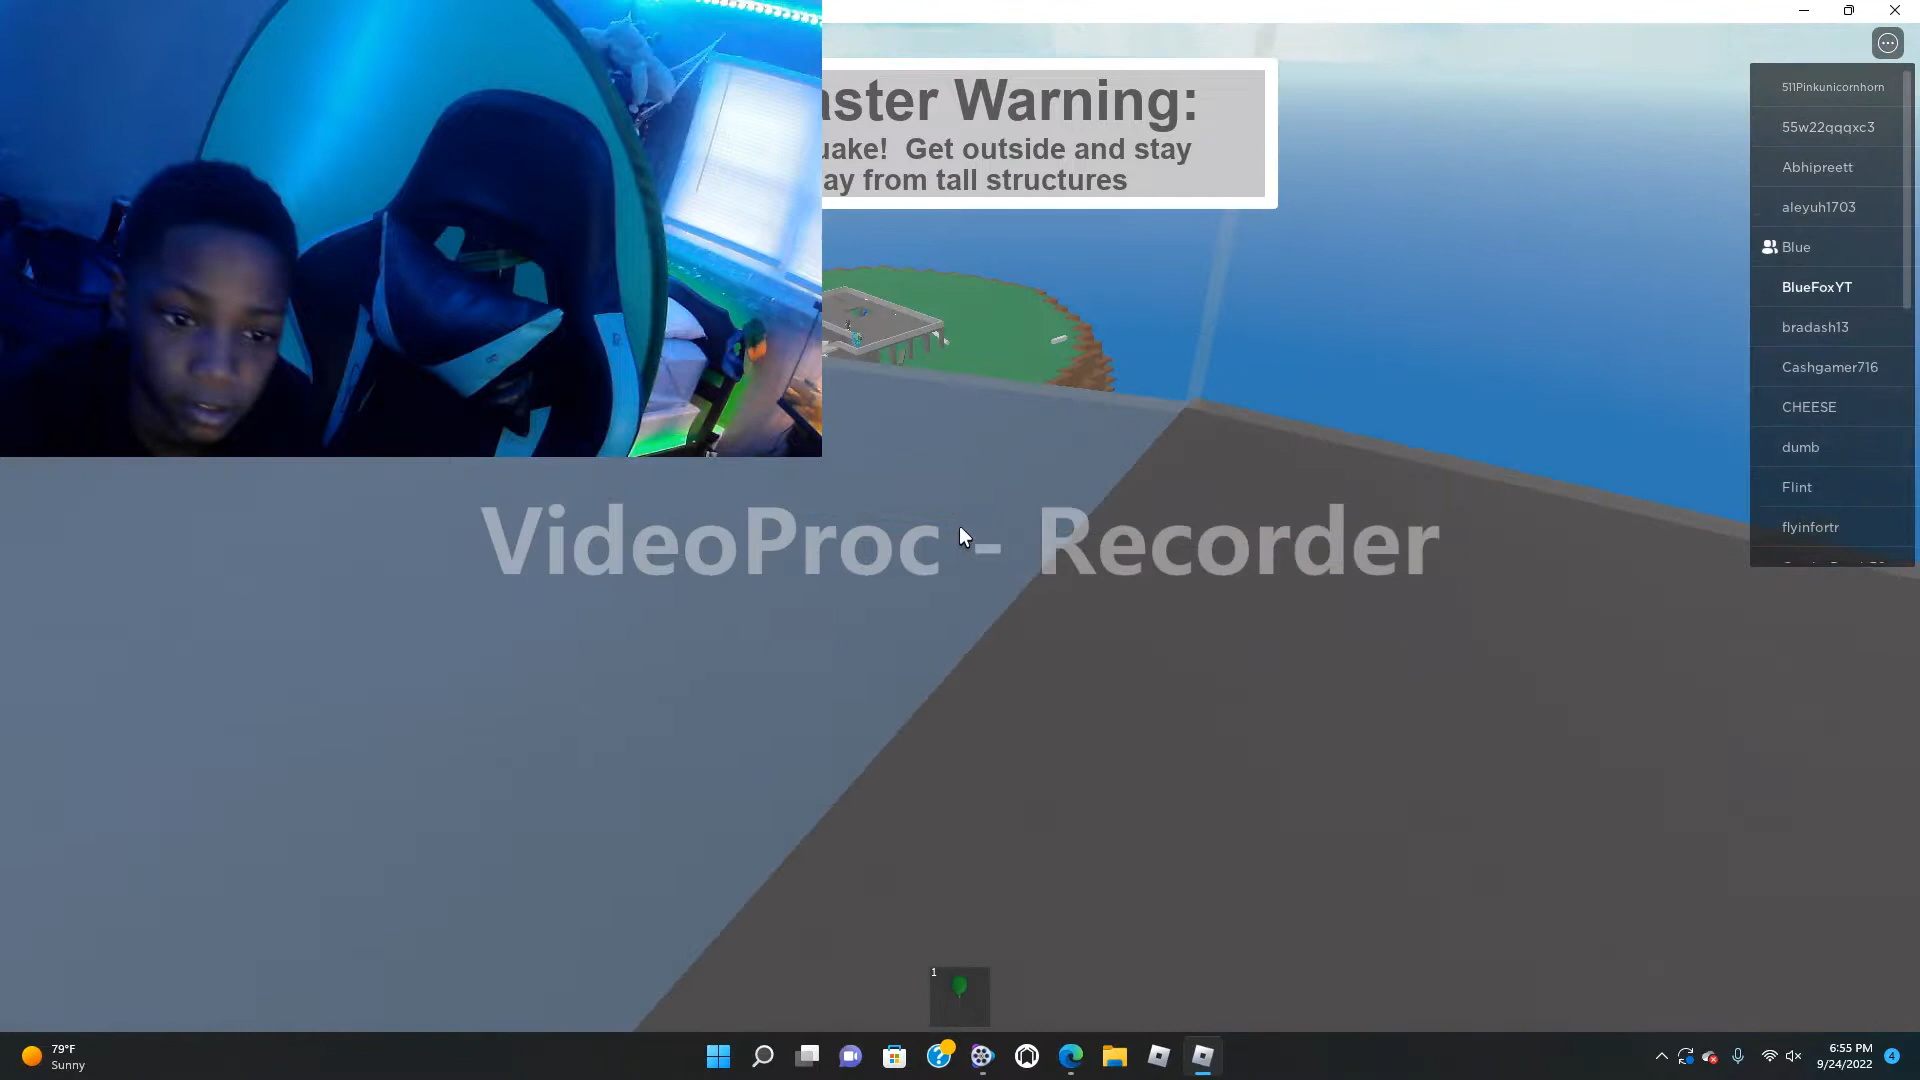 aster Warning:
uake! Get outside and stay
ay from tall structures
511Pinkunicornhorn
55w22qqqxc3
Abhipreett
aleyuh1703
Blue
BlueFoxYT
bradash13
Cashgamer716
CHEESE
dumb
Flint
flyinfortr
VideoProc - Recorder
1
79°F
Sunny
6:55 PM
9/24/2022
4